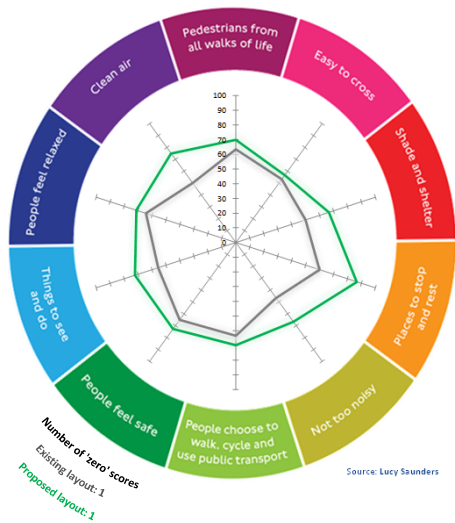 Pedestrians from
all walks of life
Easy to cross
Shade and shelter
Places to stop
and rest
Not too noisy
People choose to
walk, cycle and
use public transport
People feel safe
Things to see
and do
People feel relaxed
Clean air
100
90
80
70
60
50
40
30
20
10
0
Number of 'zero' scores
Existing layout: 1
Proposed layout: 1
Source: Lucy Saunders